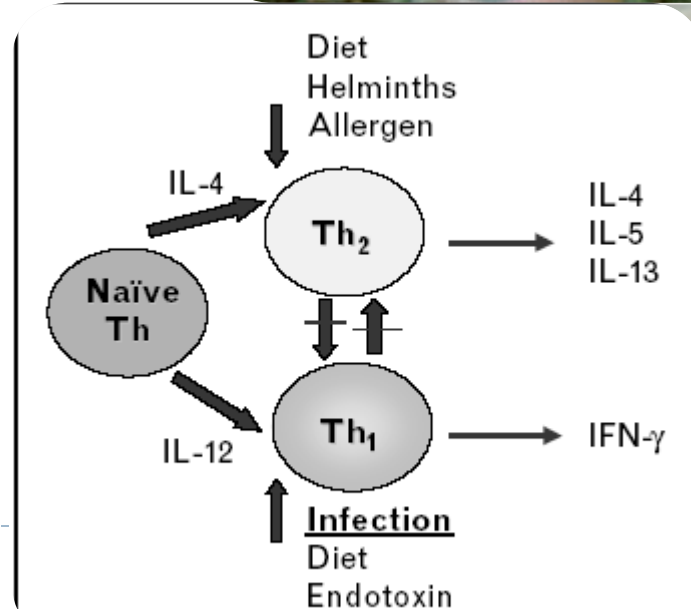 Diet
Helminths
Allergen
IL-4
Th₂
IL-4
IL-5
IL-13
Naïve
Th
Th₁
IL-12
IFN-γ
Infection
Diet
Endotoxin